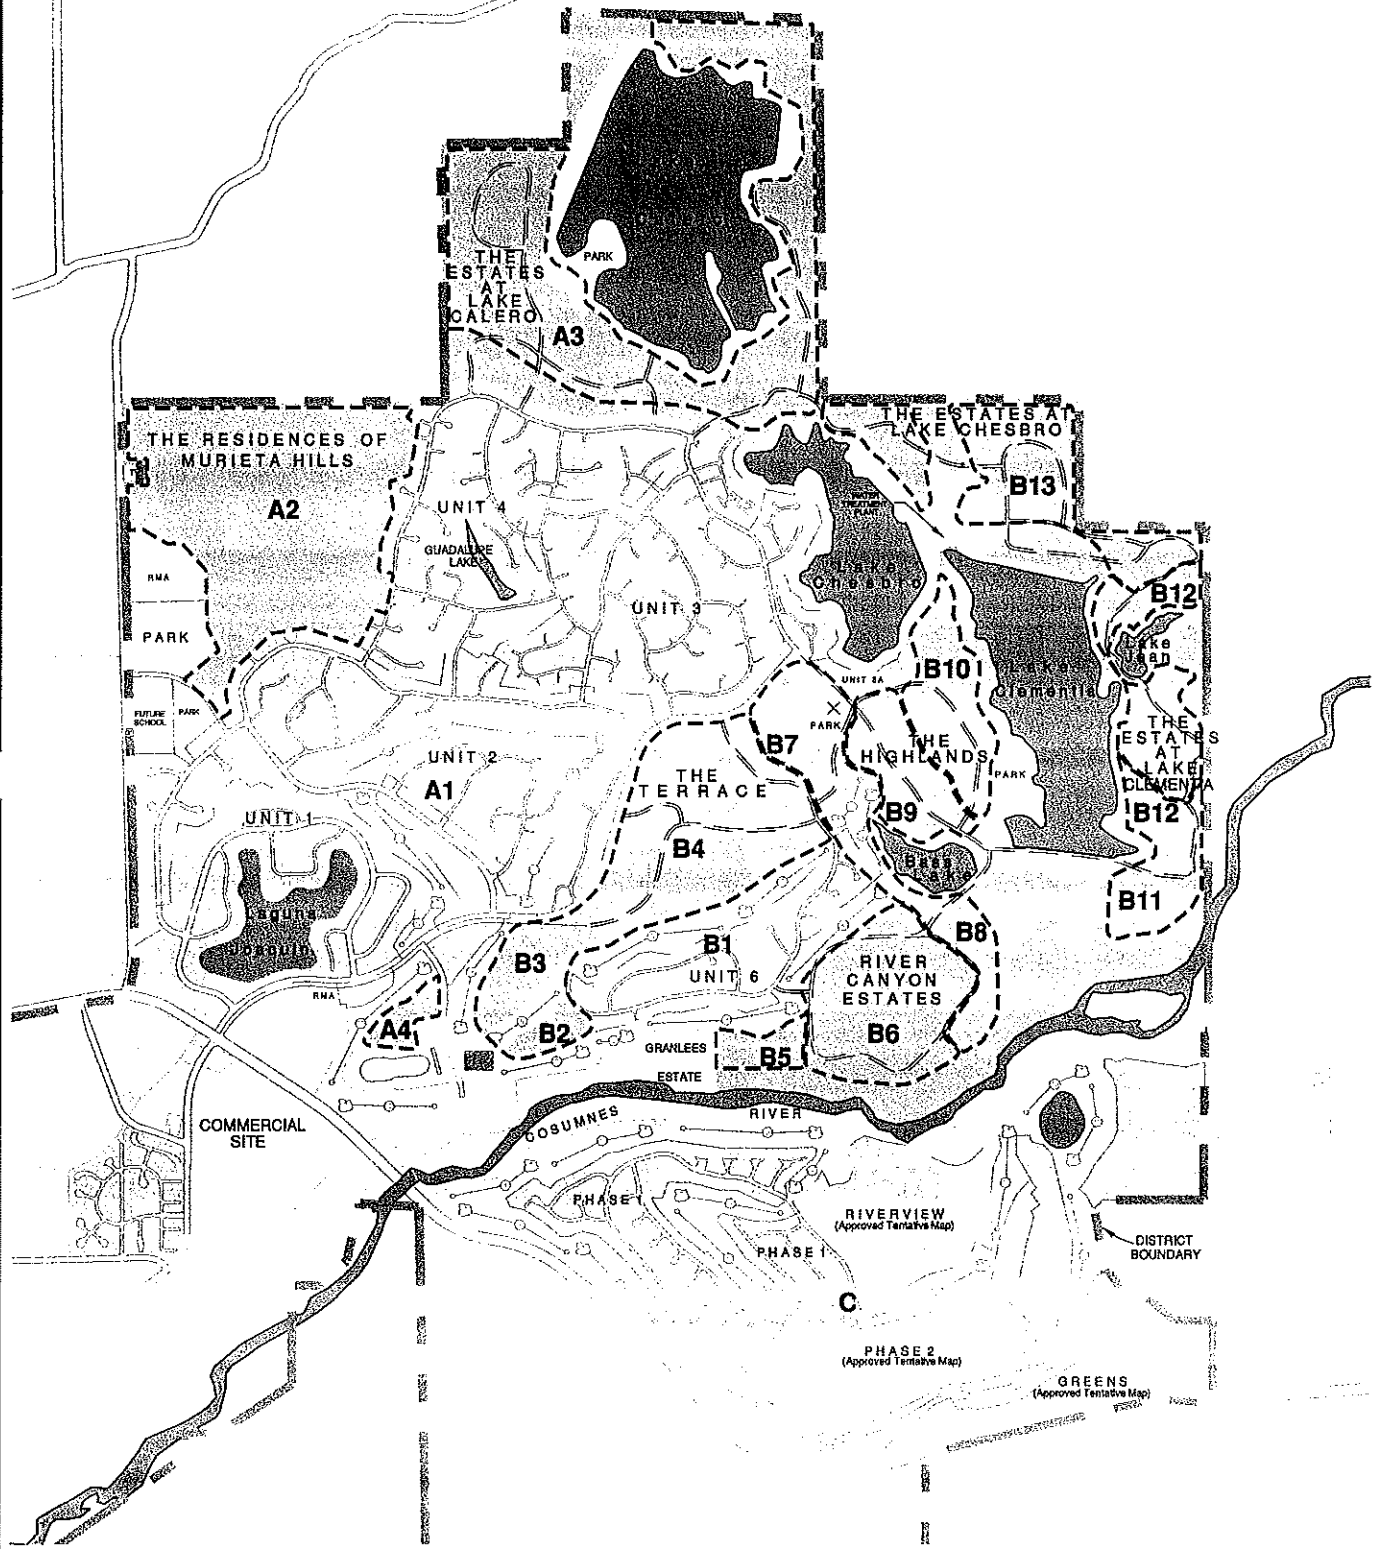 PARK
THE
ESTATES
AT
LAKE
CALERO
A3
THE ESTATES AT
LAKE CHESBRO
THE RESIDENCES OF
MURIETA HILLS
B13
A2
WATER
TREATMENT
PLANT
UNIT 4
GUADALUPE
LAKE
Lake
Chesbro
RMA
B12
UNIT 3
PARK
Lake
Jean
B10
UNIT 3A
Lake
Clementia
FUTURE
SCHOOL
PARK
PARK
THE
ESTATES
AT
LAKE
CLEMENTIA
B7
THE
HIGHLANDS
UNIT 2
THE
TERRACE
PARK
A1
B9
B12
UNIT 1
B4
Bass
Lake
B11
Laguna
Joaquin
B1
B8
B3
RIVER
CANYON
ESTATES
UNIT 6
RMA
A4
B2
B6
GRANLEES
ESTATE
B5
COMMERCIAL
SITE
COSUMNES
RIVER
PHASE 1
RIVERVIEW
(Approved Tentative Map)
PHASE 1
DISTRICT
BOUNDARY
C
PHASE 2
(Approved Tentative Map)
GREENS
(Approved Tentative Map)